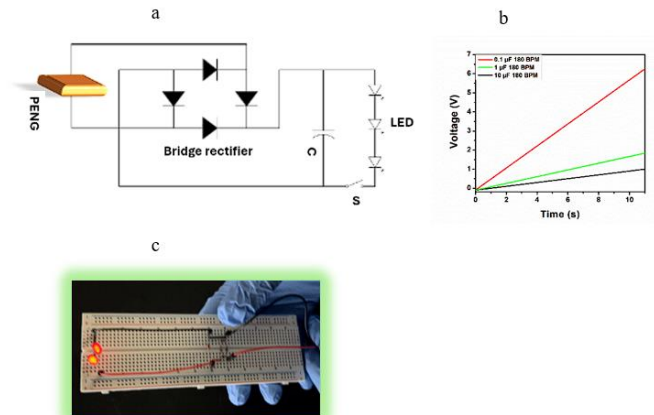 a
PENG
Bridge rectifier
C
LED
S
b
0.1 µF 180 BPM
1 µF 180 BPM
10 µF 180 BPM
Voltage (V)
7
6
5
4
3
2
1
0
0
2
4
6
8
10
Time (s)
c